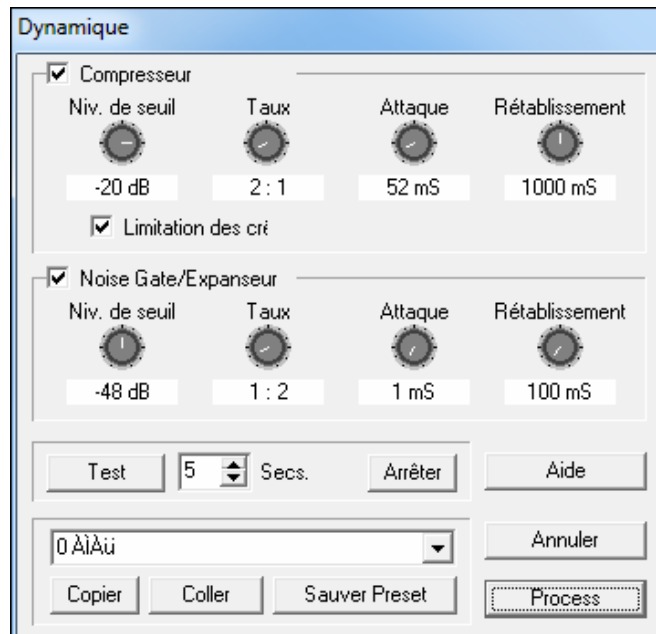 Dynamique
Compresseur
Niv. de seuil Taux Attaque Rétablissement
-20 dB 2 : 1 52 mS 1000 mS
Limitation des cré
Noise Gate/Expanseur
Niv. de seuil Taux Attaque Rétablissement
-48 dB 1 : 2 1 mS 100 mS
Test 5 Secs. Arrêter Aide
0 ÀÌÀü
Annuler
Copier Coller Sauver Preset Process